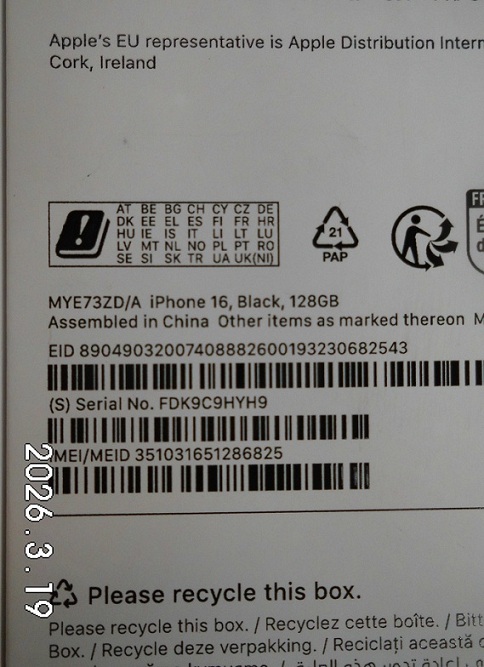 Apple's EU representative is Apple Distribution
Cork, Ireland
AT BE BG CH CY CZ DE
DK EE EL ES FI FR HR
HU IE IS IT LI LT LU
LV MT NL NO PL PT RO
SE SI SK TR UA UK(NI)
21
PAP
MYE73ZD/A iPhone 16, Black, 128GB
Assembled in China Other items as marked thereon
EID 89049032007408882600193230682543
(S) Serial No. FDK9C9HYH9
IMEI/MEID 351031651286825
2026.3.19
Please recycle this box.
Please recycle this box. / Recyclez cette boîte. /
Box. / Recycle deze verpakking. / Reciclați această